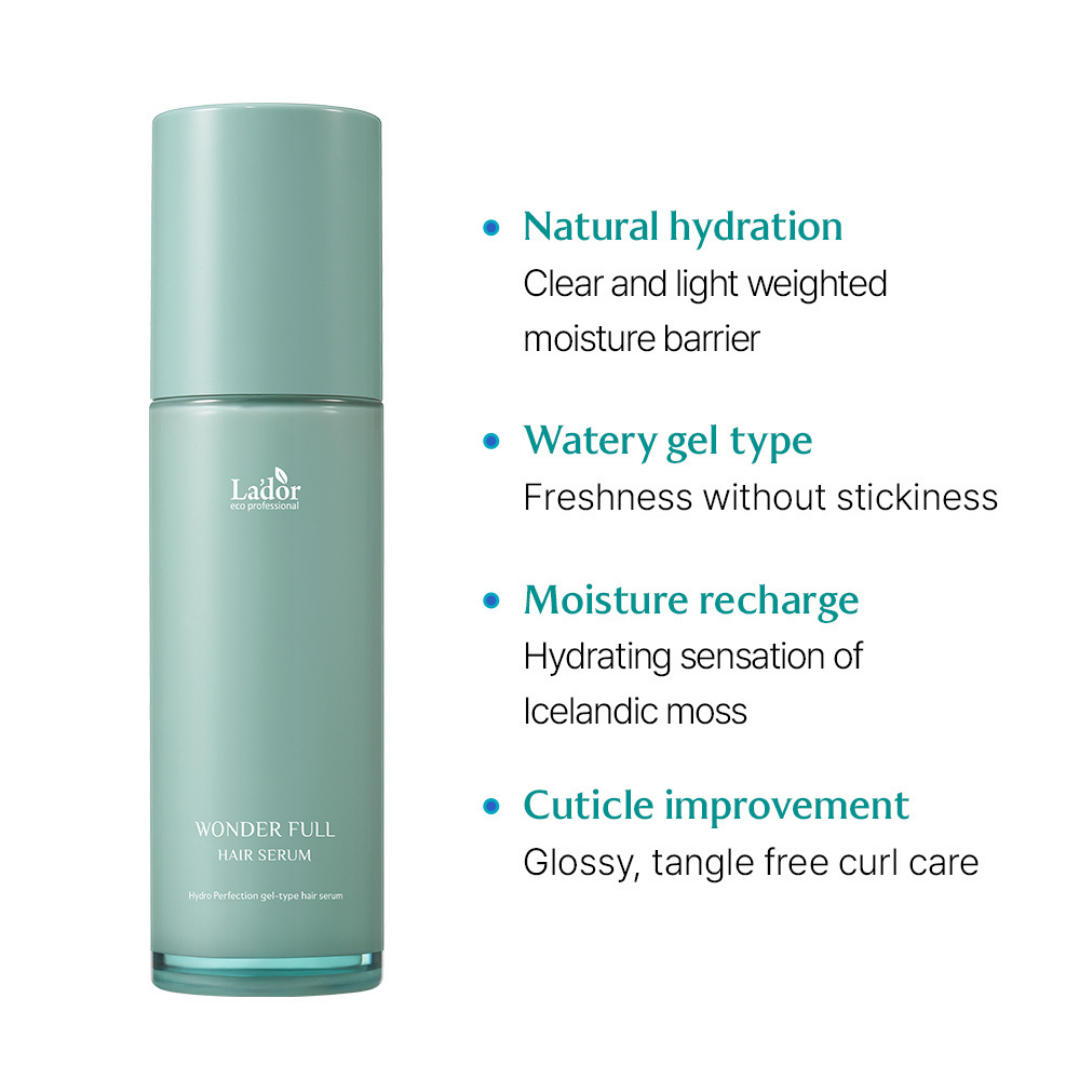 La'dor
eco professional
WONDER FULL
HAIR SERUM
Hydro Perfection gel-type hair serum
Natural hydration
Clear and light weighted
moisture barrier
Watery gel type
Freshness without stickiness
Moisture recharge
Hydrating sensation of
Icelandic moss
Cuticle improvement
Glossy, tangle free curl care